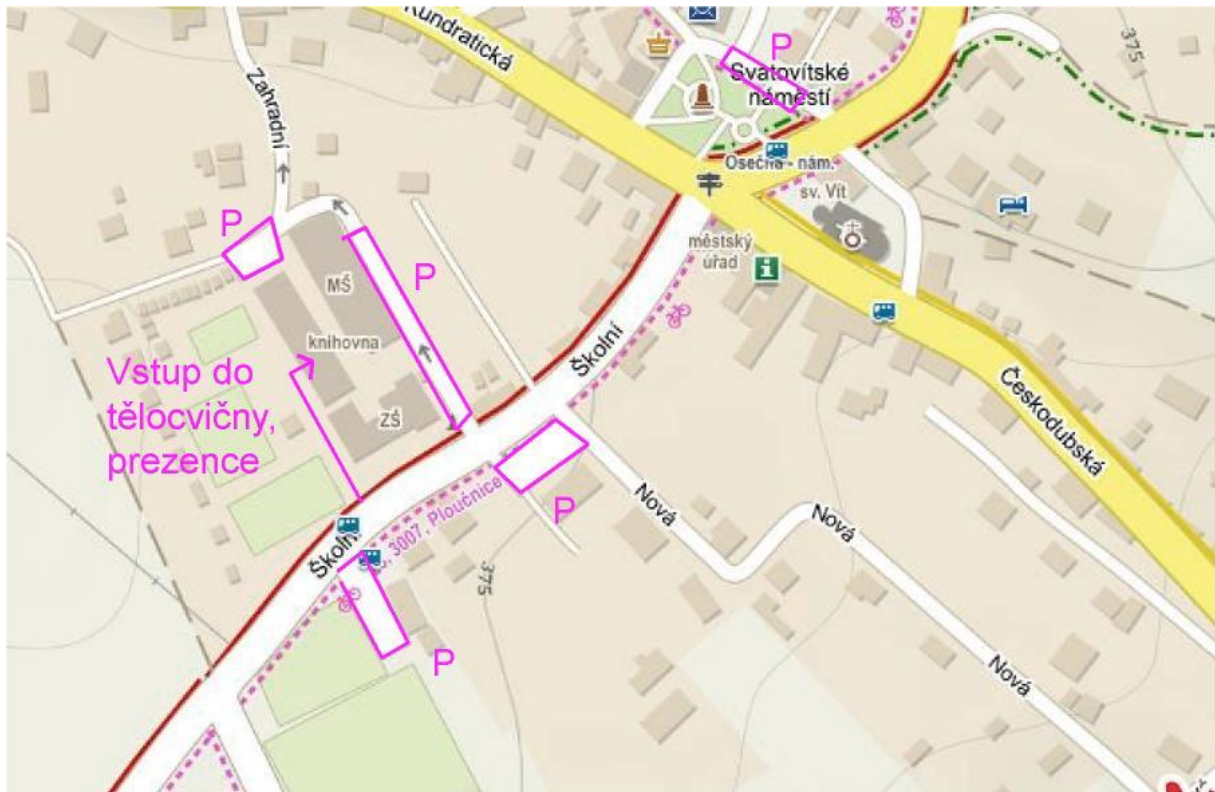 Kundratická
P
375
Svatovítské
náměstí
Zahradní
Osečná - nám.
sv. Vít
P
městský
úřad
i
MŠ
P
knihovna
Školní
Vstup do
tělocvičny,
prezence
ZŠ
Českodubská
P
Nová
Nová
3007, Ploučnice
Školní
375
P
Nová